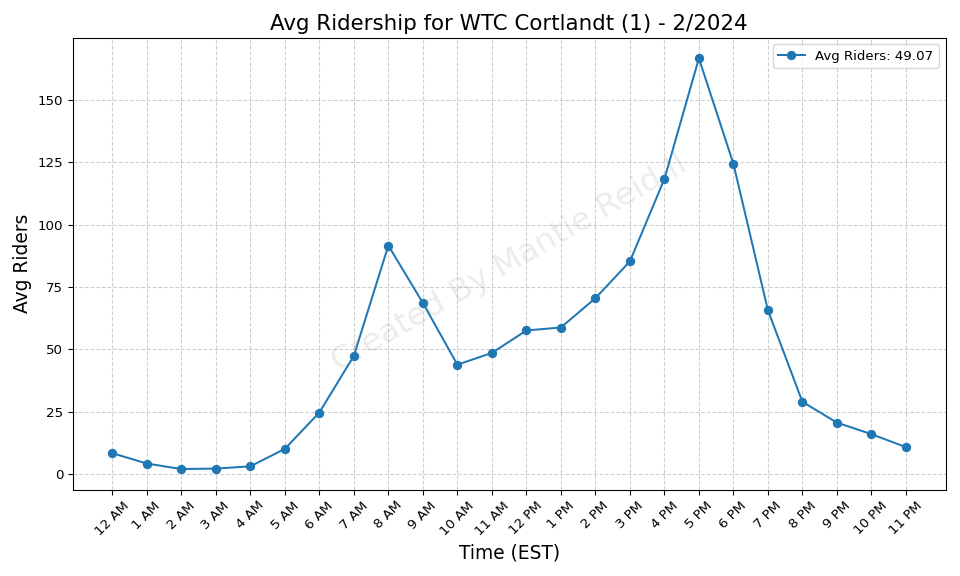 Avg Ridership for WTC Cortlandt (1) - 2/2024
Avg Riders: 49.07
Avg Riders
150
125
100
75
50
25
0
Created By Mantie Reid II
12 AM
1 AM
2 AM
3 AM
4 AM
5 AM
6 AM
7 AM
8 AM
9 AM
10 AM
11 AM
12 PM
1 PM
2 PM
3 PM
4 PM
5 PM
6 PM
7 PM
8 PM
9 PM
10 PM
11 PM
Time (EST)